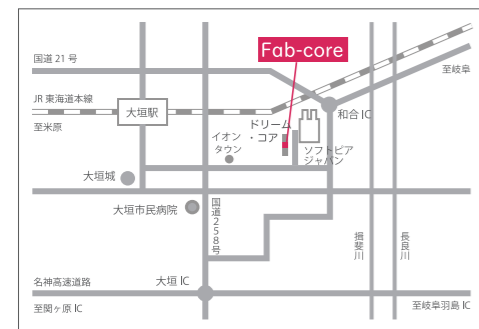 Fab-core
国道 21 号
至岐阜
JR 東海道本線
大垣駅
至米原
和合 IC
ドリーム
・コア
イオン
タウン
ソフトピア
ジャパン
大垣城
大垣市民病院
国道258号
揖斐川
長良川
名神高速道路
大垣 IC
至関ヶ原 IC
至岐阜羽島 IC